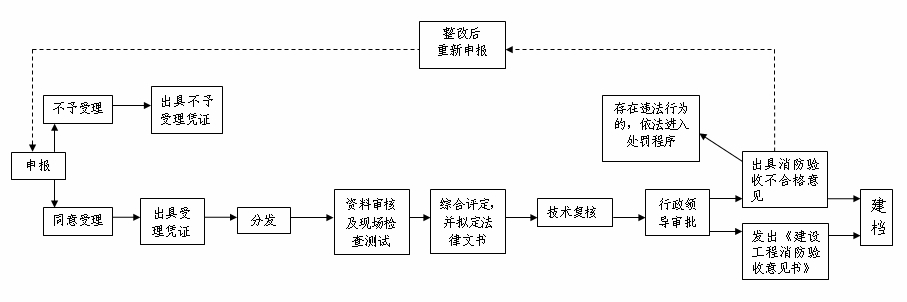 整改后
重新申报
不予受理
出具不予
受理凭证
存在违法行为
的，依法进入
处罚程序
申报
出具消防验
收不合格意
见
同意受理
出具受
理凭证
分发
资料审核
及现场检
查测试
综合评定，
并拟定法
律文书
技术复核
行政领
导审批
建
档
发出《建设
工程消防验
收意见书》